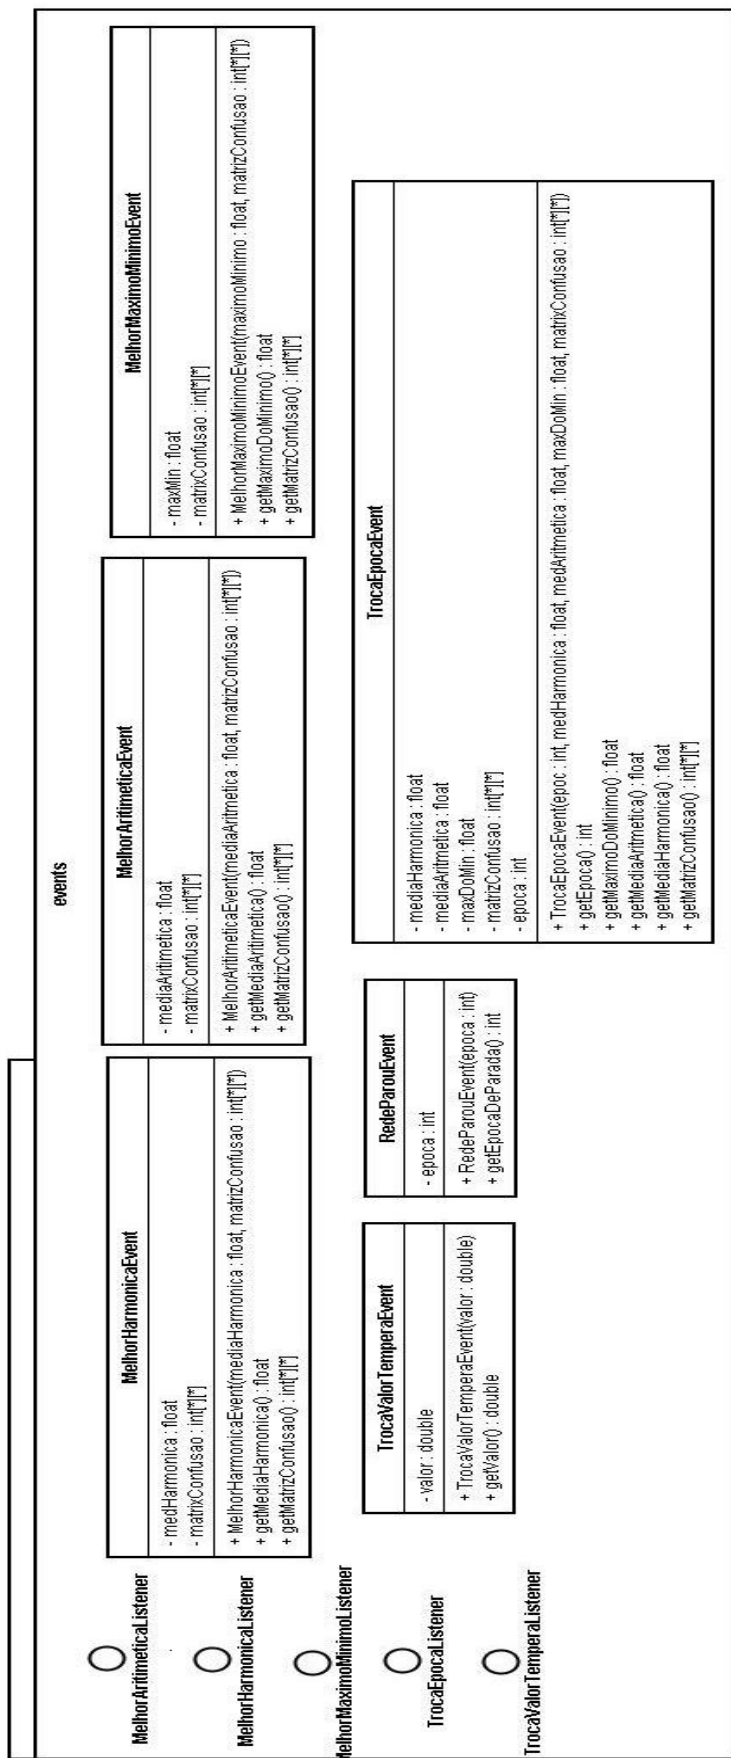 events
MelhorAritimeticaListener
MelhorHarmonicaListener
MelhorMaximoMinimoListener
TrocaEpocaListener
TrocaValorTemperaListener
MelhorHarmonicaEvent
- medHarmonica : float
- matrixConfusao : int[*][*]
+ MelhorHarmonicaEvent(mediaHarmonica : float, matrizConfusao : int[*][*])
+ getMediaHarmonica() : float
+ getMatrizConfusao() : int[*][*]
MelhorAritimeticaEvent
- mediaAritimetica : float
- matrixConfusao : int[*][*]
+ MelhorAritimeticaEvent(mediaAritmetica : float, matrizConfusao : int[*][*])
+ getMediaAritmetica() : float
+ getMatrizConfusao() : int[*][*]
MelhorMaximoMinimoEvent
- maxMin : float
- matrixConfusao : int[*][*]
+ MelhorMaximoMinimoEvent(maximoMinimo : float, matrizConfusao : int[*][*])
+ getMaximoDoMinimo() : float
+ getMatrizConfusao() : int[*][*]
TrocaValorTemperaEvent
- valor : double
+ TrocaValorTemperaEvent(valor : double)
+ getValor() : double
RedeParouEvent
- epoca : int
+ RedeParouEvent(epoca : int)
+ getEpocaDeParada() : int
TrocaEpocaEvent
- mediaHarmonica : float
- mediaAritmetica : float
- maxDoMin : float
- matrizConfusao : int[*][*]
- epoca : int
+ TrocaEpocaEvent(epoc : int, medHarmonica : float, medAritmetica : float, maxDoMin : float, matrixConfusao : int[*][*])
+ getEpoca() : int
+ getMaximoDoMinimo() : float
+ getMediaAritmetica() : float
+ getMediaHarmonica() : float
+ getMatrizConfusao() : int[*][*]